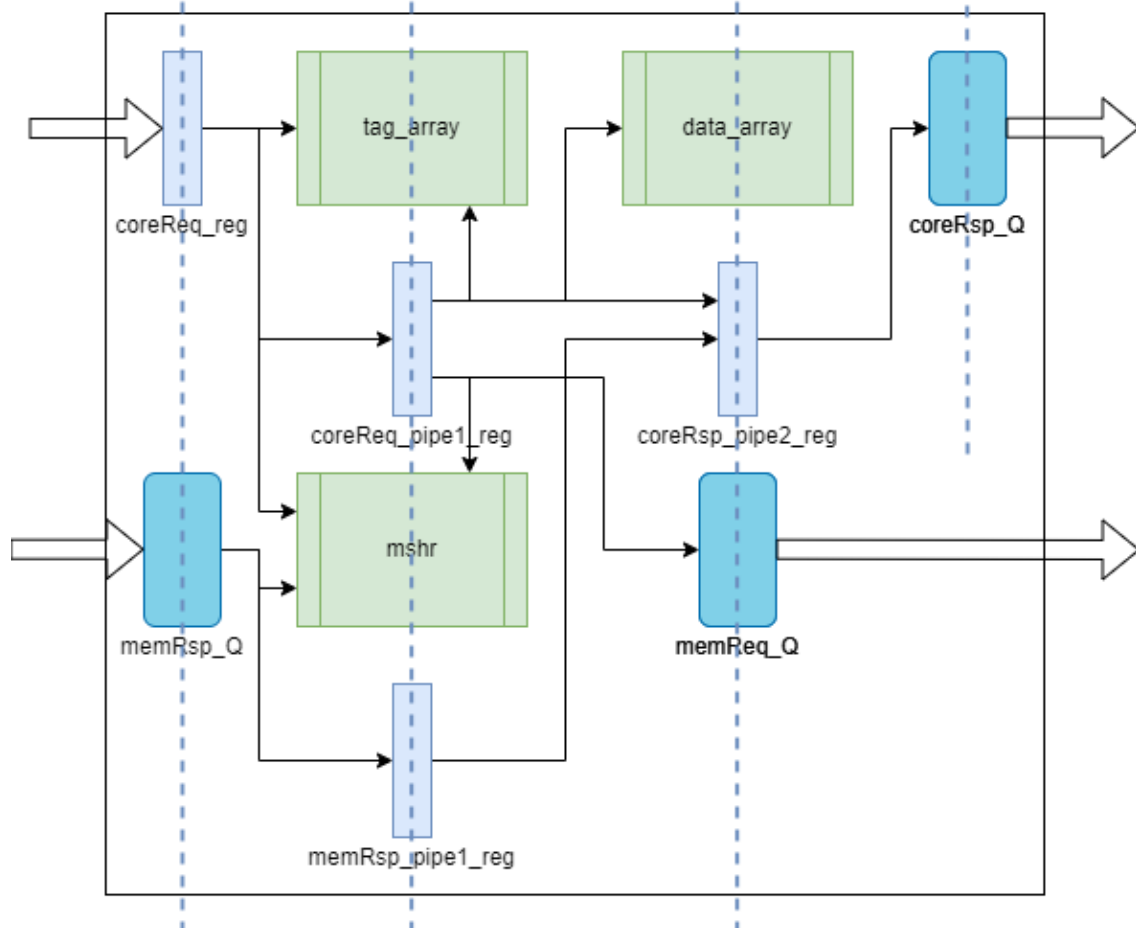 tag_array
data_array
coreReq_reg
coreRsp_Q
coreReq_pipe1_reg
coreRsp_pipe2_reg
mshr
memRsp_Q
memReq_Q
memRsp_pipe1_reg